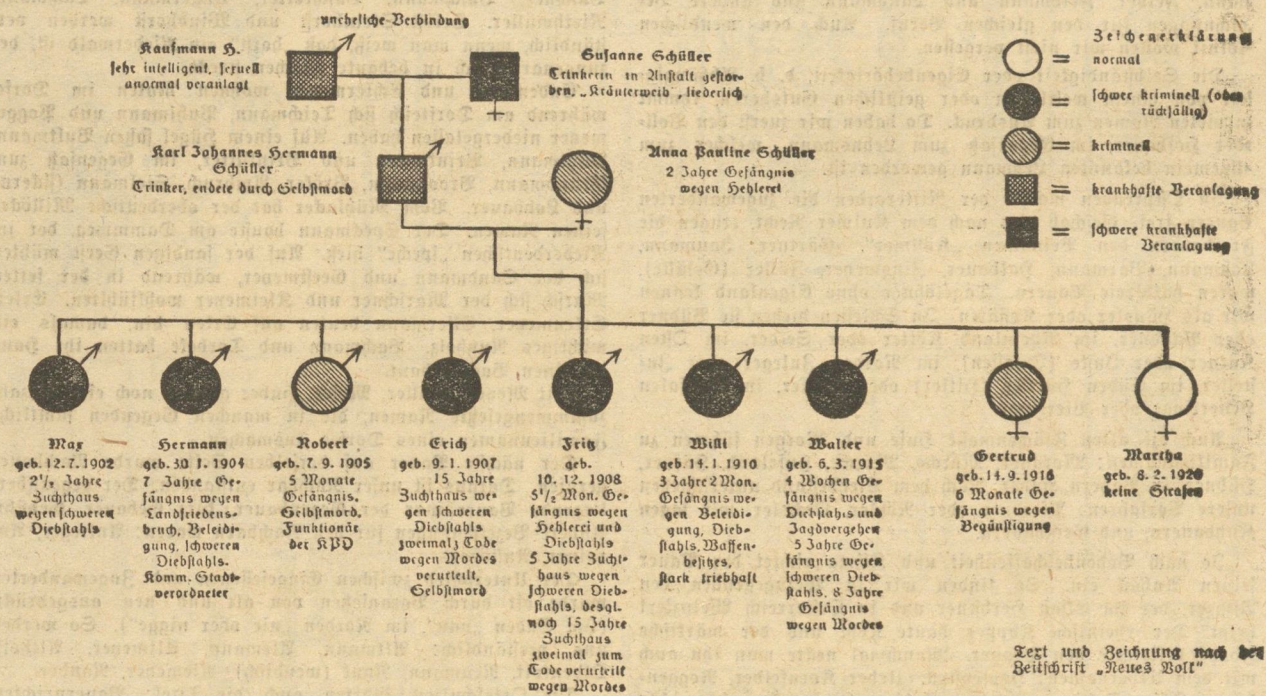 uneheliche Verbindung
Kaufmann H.
sehr intelligent, sexuell
anormal veranlagt
Susanne Schüller
Trinkerin in Anstalt gestor-
ben, Kräuterweib - liederlich
Karl Johannes Hermann
Schüller
Trinker, endete durch Selbstmord
Anna Pauline Schüller
2 Jahre Gefängnis
wegen Hehlerei
Zeichenerklärung
= normal
= schwer kriminell (oder
rückfällig)
= kriminell
= krankhafte Veranlagung
= schwere krankhafte
Veranlagung
Max
geb. 12. 7. 1902
2½ Jahre
Zuchthaus
wegen schweren
Diebstahls
Hermann
geb. 30. 1. 1904
7 Jahre Ge-
fängnis wegen
Landfriedens-
bruch, Beleidi-
gung, schweren
Diebstahls.
Komm. Stadt-
verordneter
Robert
geb. 7. 9. 1905
5 Monate
Gefängnis.
Selbstmord.
Funktionär
der KPD
Erich
geb. 9. 1. 1907
15 Jahre
Zuchthaus we-
gen schweren
Diebstahls
zweimal z Tode
wegen Mordes
verurteilt.
Selbstmord
Fritz
geb.
10. 12. 1908
5½ Mon. Ge-
fängnis wegen
Hehlerei und
Diebstahls
5 Jahre Zucht-
haus wegen
schweren Dieb-
stahls, desgl.
noch 15 Jahre
Zuchthaus
zweimal zum
Tode verurteilt
wegen Mordes
Willi
geb. 14. 1. 1910
3 Jahre 2 Mon.
Gefängnis we-
gen Beleidi-
gung, Dieb-
stahls, Waffen-
besitzes,
stark triebhaft
Walter
geb. 6. 3. 1915
4 Wochen Ge-
fängnis wegen
Diebstahls und
Jagdvergehen
5 Jahre Ge-
fängnis wegen
schweren Dieb-
stahls, 8 Jahre
Gefängnis
wegen Mordes
Gertrud
geb. 14. 9. 1916
6 Monate Ge-
fängnis wegen
Begünstigung
Martha
geb. 8. 2. 1920
keine Strafen
Text und Zeichnung nach der
Zeitschrift „Neues Volk"